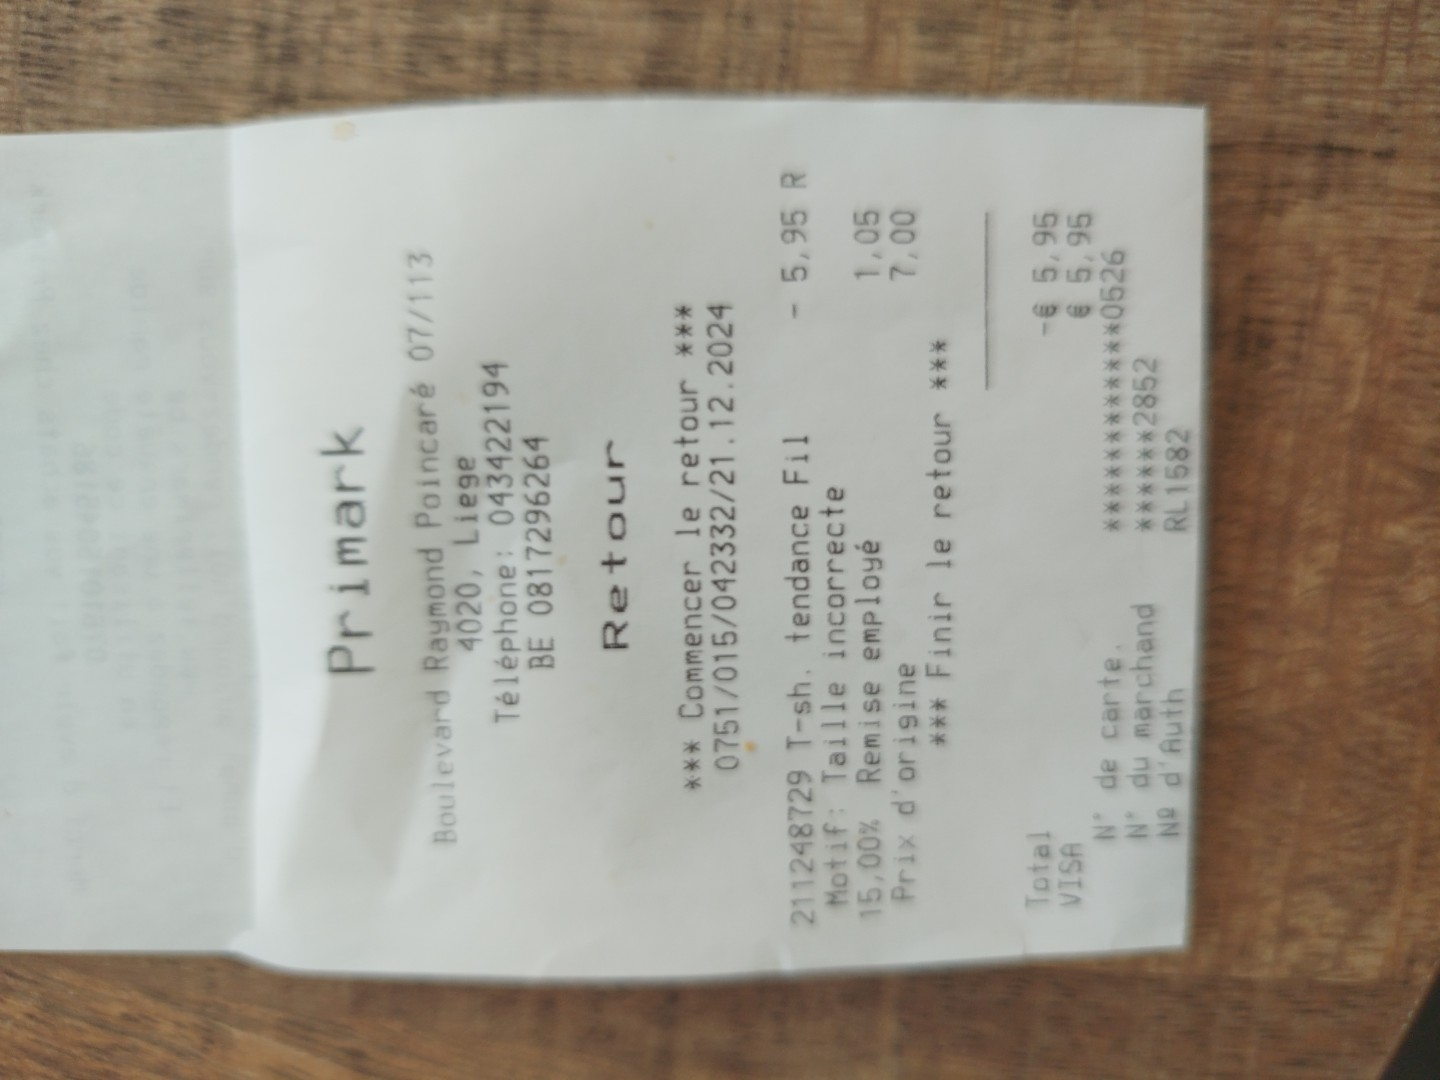 Primark
Boulevard Raymond Poincaré 07/113
4020, Liege
Téléphone: 043422194
BE 0817296264
Retour
*** Commencer le retour ***
0751/015/042332/21.12.2024
211248729 T-sh. tendance Fil - 5,95 R
Motif: Taille incorrecte
15,00% Remise employé 1,05
Prix d'origine 7,00
*** Finir le retour ***
Total -€ 5,95
VISA € 5,95
N° de carte. ************0526
N° du marchand ******2852
Nº d'Auth RL1582